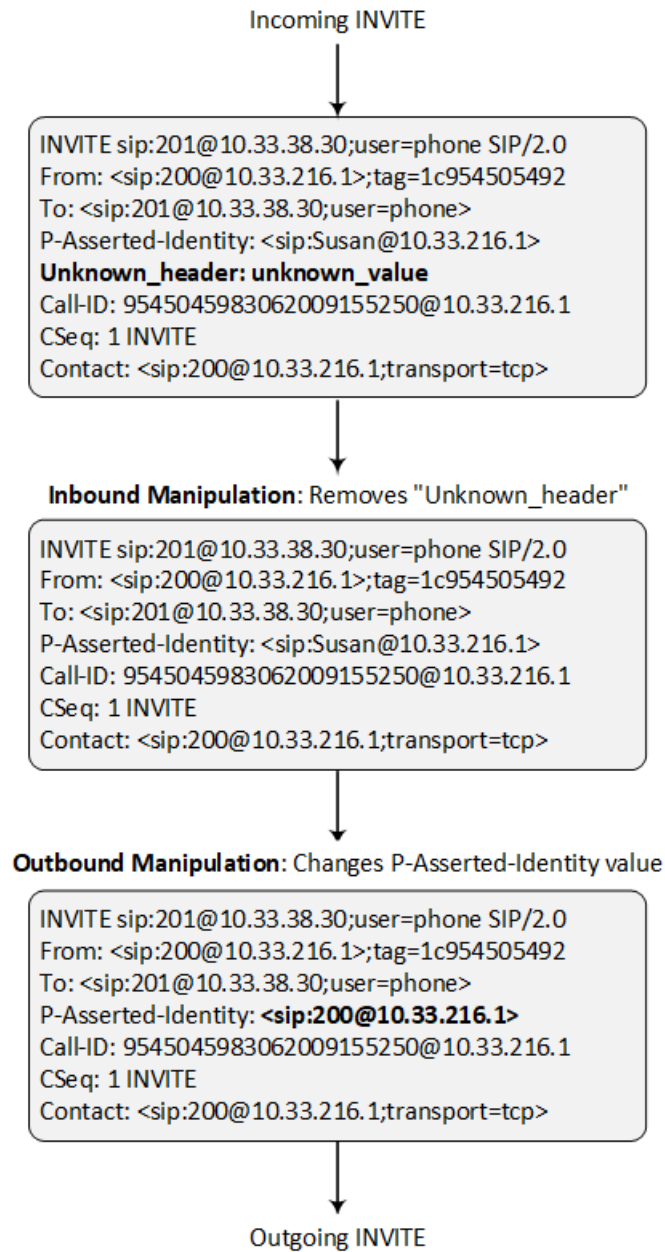 Incoming INVITE
INVITE sip:201@10.33.38.30;user=phone SIP/2.0
From: <sip:200@10.33.216.1>;tag=1c954505492
To: <sip:201@10.33.38.30;user=phone>
P-Asserted-Identity: <sip:Susan@10.33.216.1>
Unknown_header: unknown_value
Call-ID: 9545045983062009155250@10.33.216.1
CSeq: 1 INVITE
Contact: <sip:200@10.33.216.1;transport=tcp>
Inbound Manipulation: Removes "Unknown_header"
INVITE sip:201@10.33.38.30;user=phone SIP/2.0
From: <sip:200@10.33.216.1>;tag=1c954505492
To: <sip:201@10.33.38.30;user=phone>
P-Asserted-Identity: <sip:Susan@10.33.216.1>
Call-ID: 9545045983062009155250@10.33.216.1
CSeq: 1 INVITE
Contact: <sip:200@10.33.216.1;transport=tcp>
Outbound Manipulation: Changes P-Asserted-Identity value
INVITE sip:201@10.33.38.30;user=phone SIP/2.0
From: <sip:200@10.33.216.1>;tag=1c954505492
To: <sip:201@10.33.38.30;user=phone>
P-Asserted-Identity: <sip:200@10.33.216.1>
Call-ID: 9545045983062009155250@10.33.216.1
CSeq: 1 INVITE
Contact: <sip:200@10.33.216.1;transport=tcp>
Outgoing INVITE